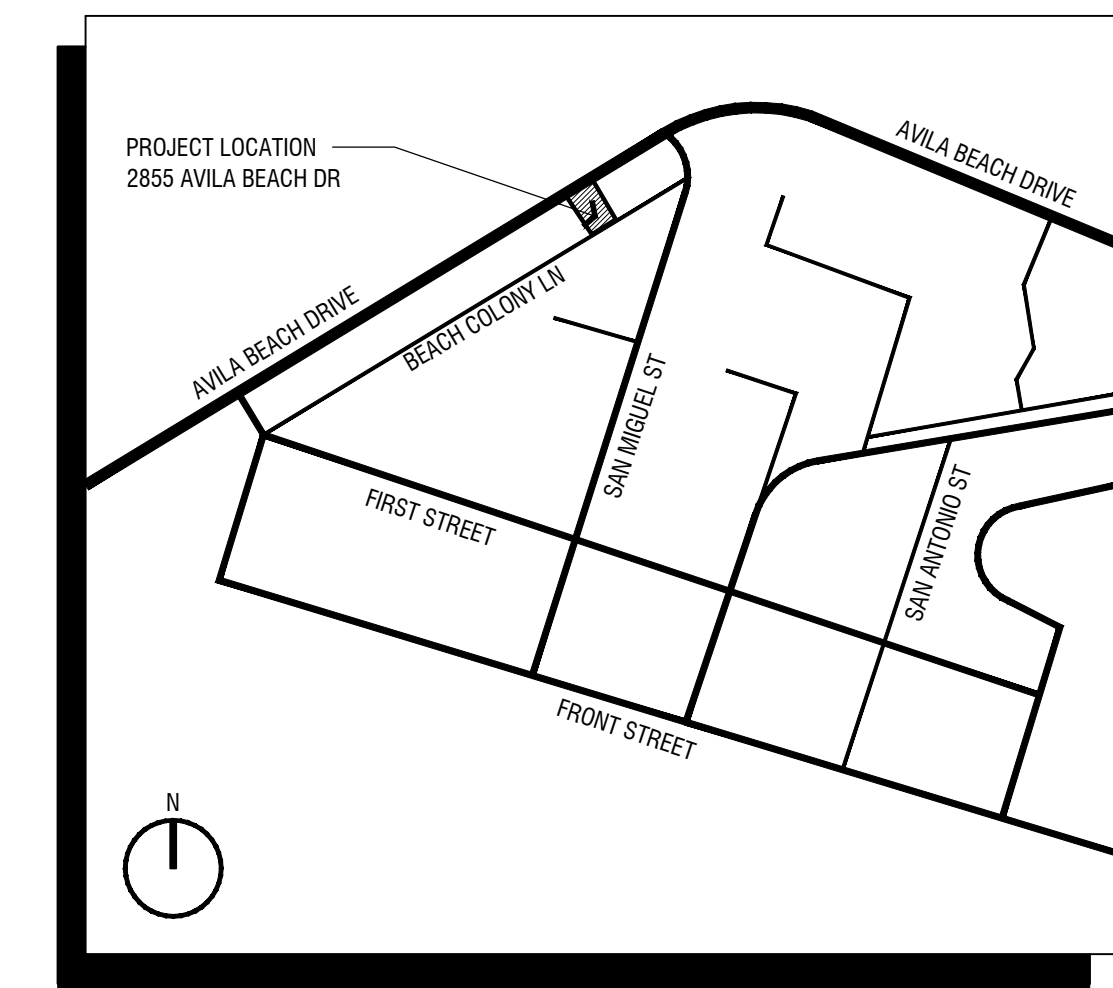 PROJECT LOCATION
2855 AVILA BEACH DR
AVILA BEACH DRIVE
AVILA BEACH DRIVE
BEACH COLONY LN
SAN MIGUEL ST
FIRST STREET
SAN ANTONIO ST
FRONT STREET
N